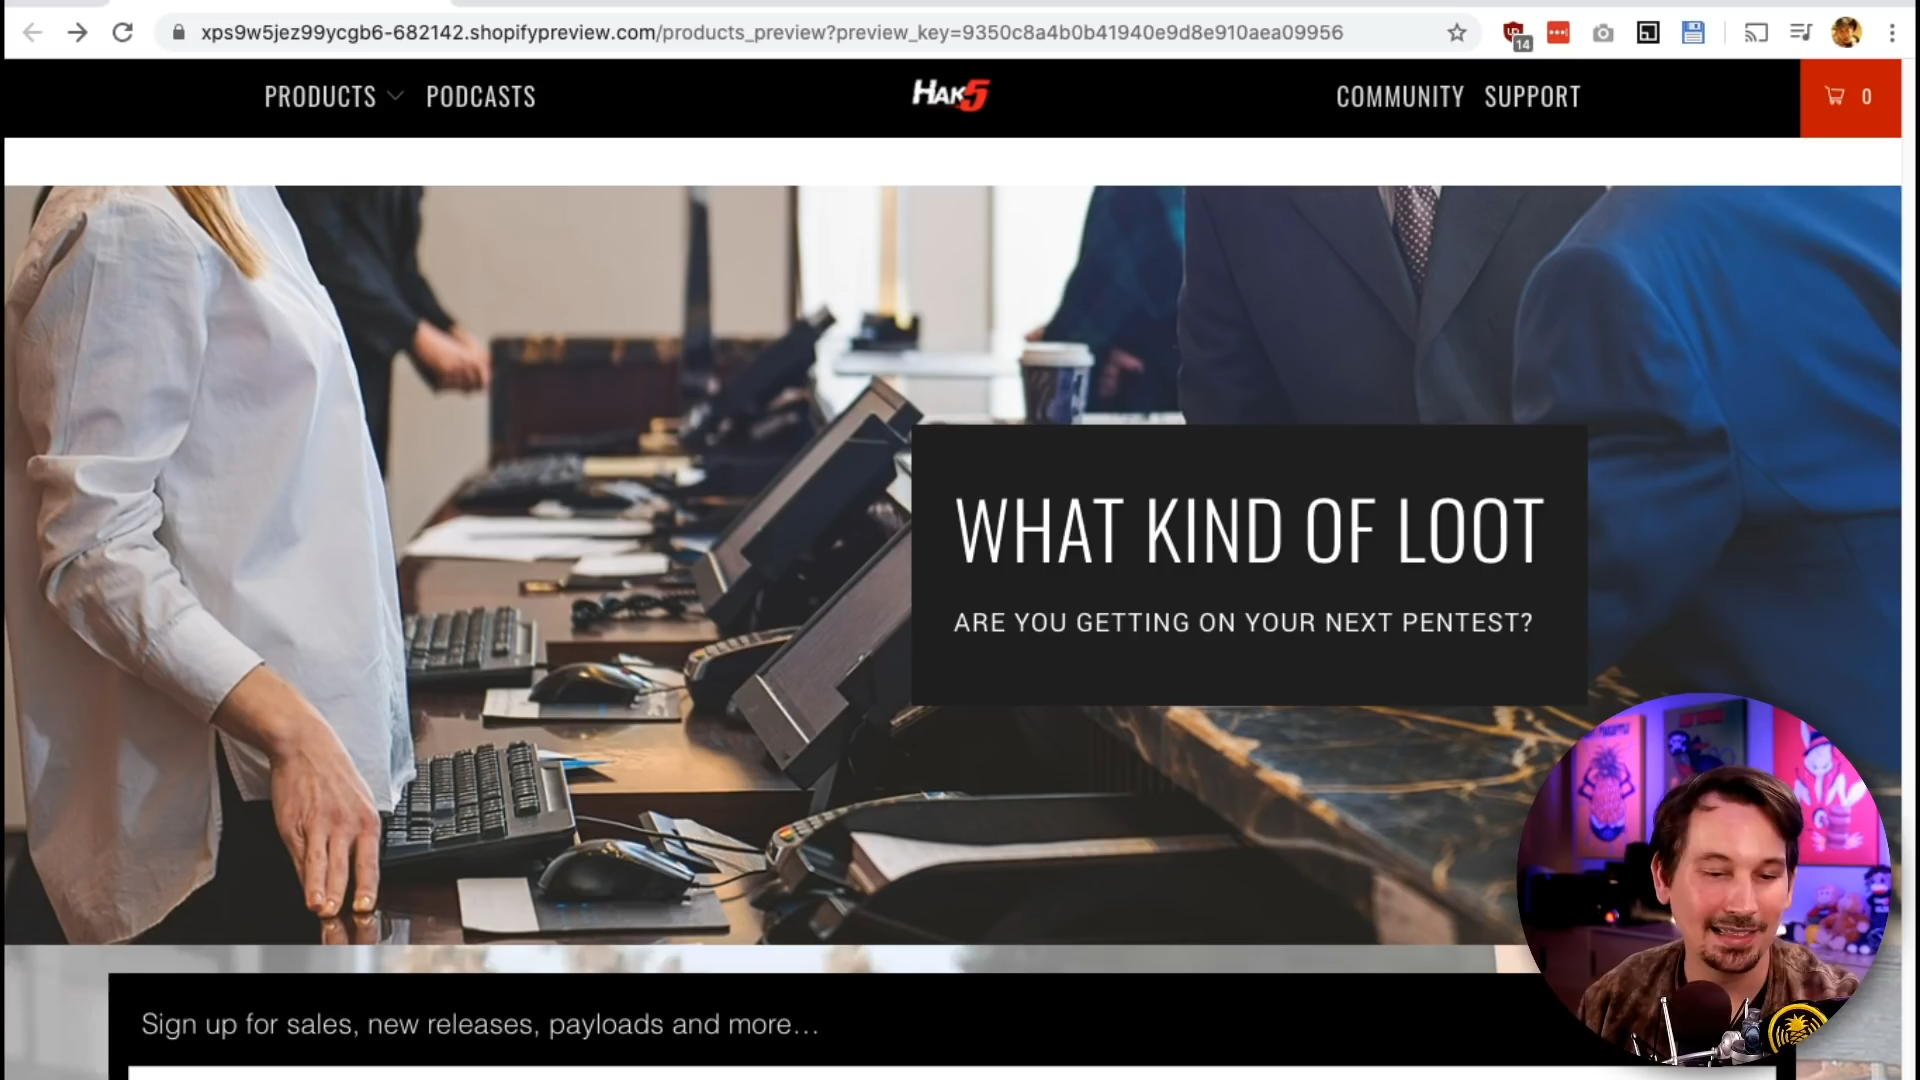 xps9w5jez99ycgb6-682142.shopifypreview.com/products_preview?preview_key=9350c8a4b0b41940e9d8e910aea09956
14
PRODUCTS PODCASTS HAK5 COMMUNITY SUPPORT 0
WHAT KIND OF LOOT
ARE YOU GETTING ON YOUR NEXT PENTEST?
Sign up for sales, new releases, payloads and more...